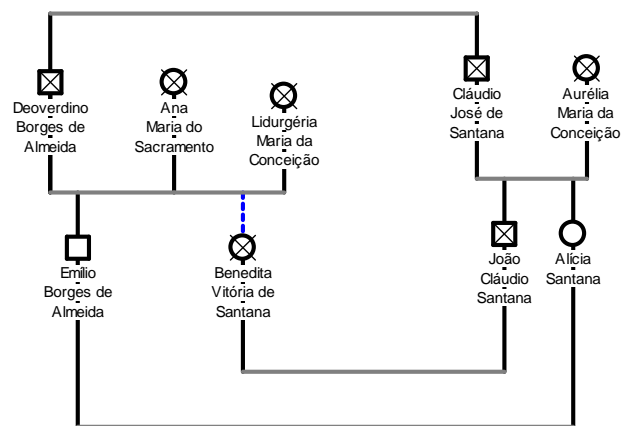 Deoverdino
Borges de
Almeida
Ana
Maria do
Sacramento
Lidurgéria
Maria da
Conceição
Cláudio
José de
Santana
Aurélia
Maria da
Conceição
Emílio
Borges de
Almeida
Benedita
Vitória de
Santana
João
Cláudio
Santana
Alícia
Santana